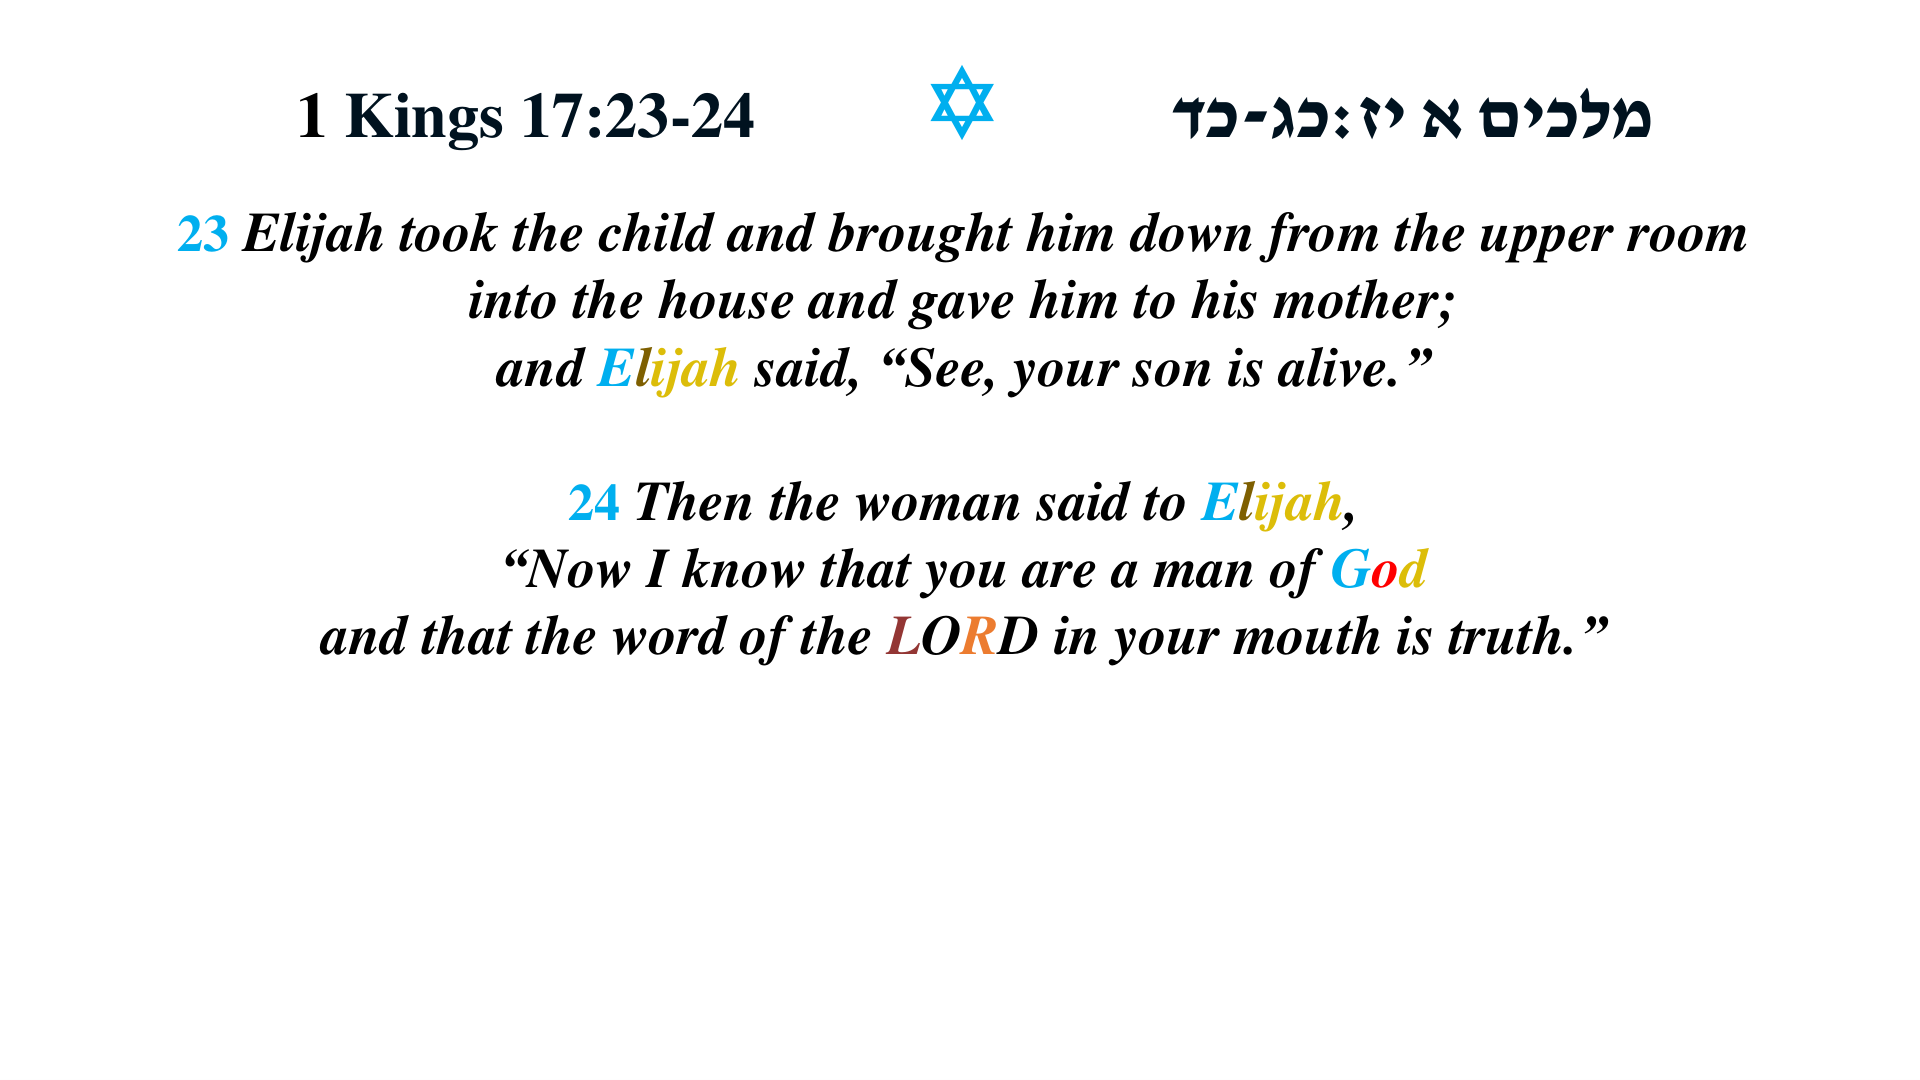 1 Kings 17:23-24 ✡ מלכים א יז:כג-כד
23 Elijah took the child and brought him down from the upper room
into the house and gave him to his mother;
and Elijah said, “See, your son is alive.”
24 Then the woman said to Elijah,
“Now I know that you are a man of God
and that the word of the LORD in your mouth is truth.”